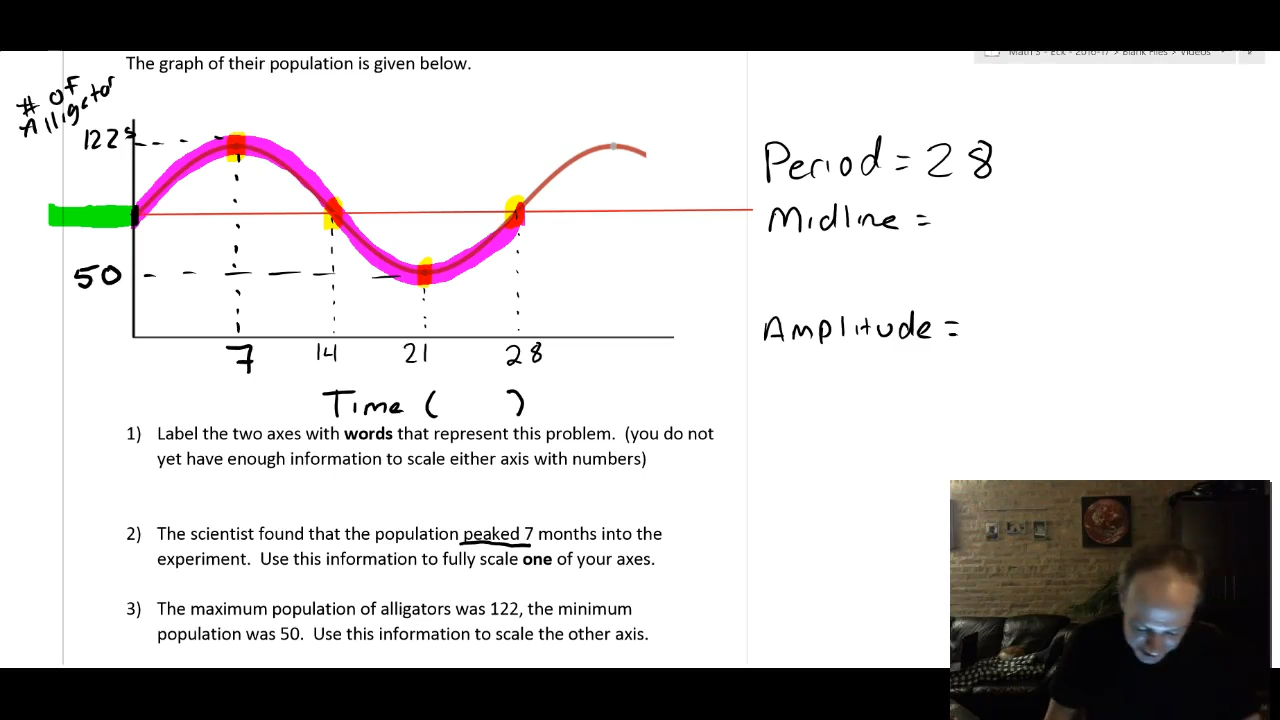 The graph of their population is given below.
# of
Alligator
122
50
7 14 21 28
Time ( )
Period = 28
Midline =
Amplitude =
1) Label the two axes with words that represent this problem. (you do not
yet have enough information to scale either axis with numbers)
2) The scientist found that the population peaked 7 months into the
experiment. Use this information to fully scale one of your axes.
3) The maximum population of alligators was 122, the minimum
population was 50. Use this information to scale the other axis.